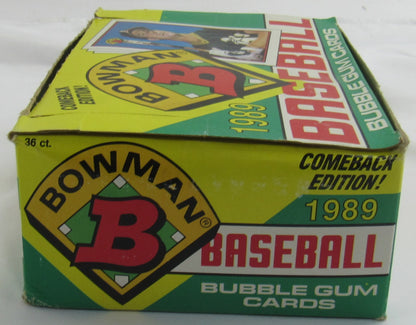 COMEBACK
EDITION!
BOWMAN
B
1989
BASEBALL
BUBBLE GUM CARDS
36 ct.
BOWMAN®
B
COMEBACK
EDITION!
1989
BASEBALL
BUBBLE GUM
CARDS